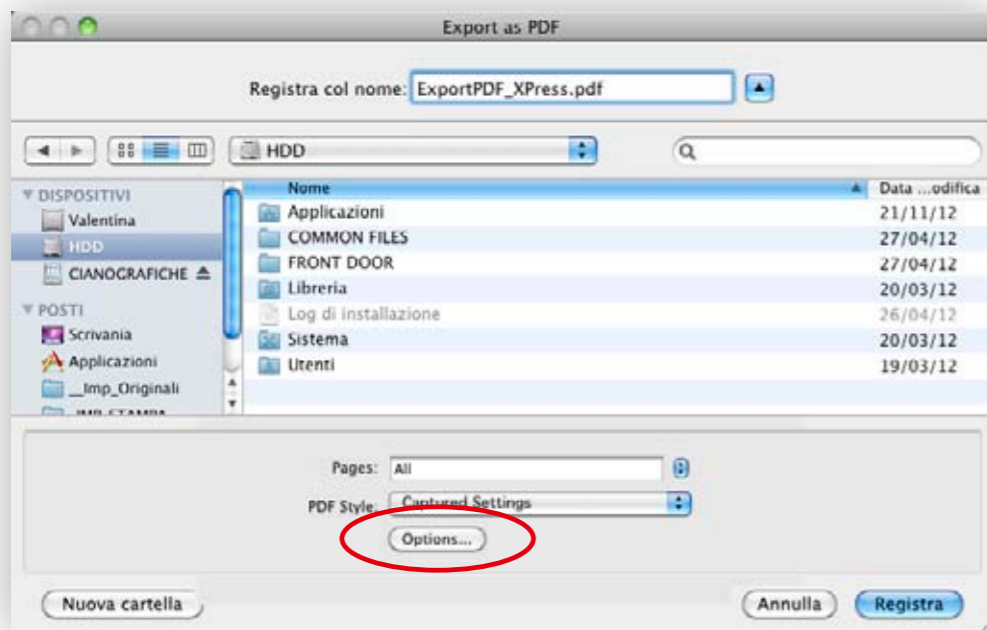 Export as PDF
Registra col nome: ExportPDF_XPress.pdf
HDD
Nome Data ...odifica
DISPOSITIVI
Valentina
HDD
CIANOGRAFICHE
POSTI
Scrivania
Applicazioni
__Imp_Originali
Applicazioni 21/11/12
COMMON FILES 27/04/12
FRONT DOOR 27/04/12
Libreria 20/03/12
Log di installazione 26/04/12
Sistema 20/03/12
Utenti 19/03/12
Pages: All
PDF Style: Captured Settings
Options...
Nuova cartella Annulla Registra